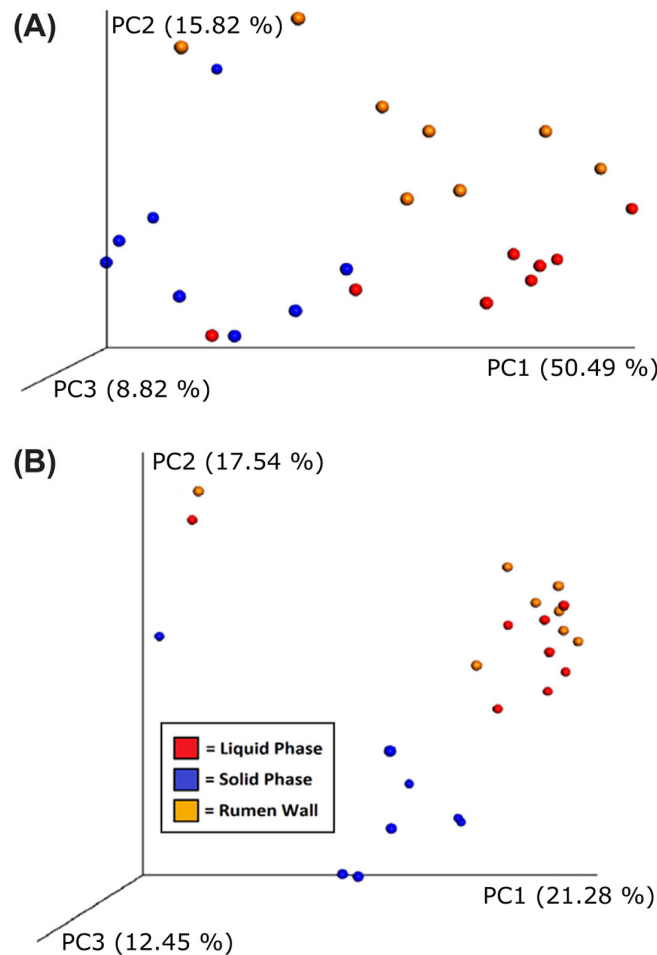 (A)
PC2 (15.82 %)
PC1 (50.49 %)
PC3 (8.82 %)
(B)
PC2 (17.54 %)
= Liquid Phase
= Solid Phase
= Rumen Wall
PC1 (21.28 %)
PC3 (12.45 %)